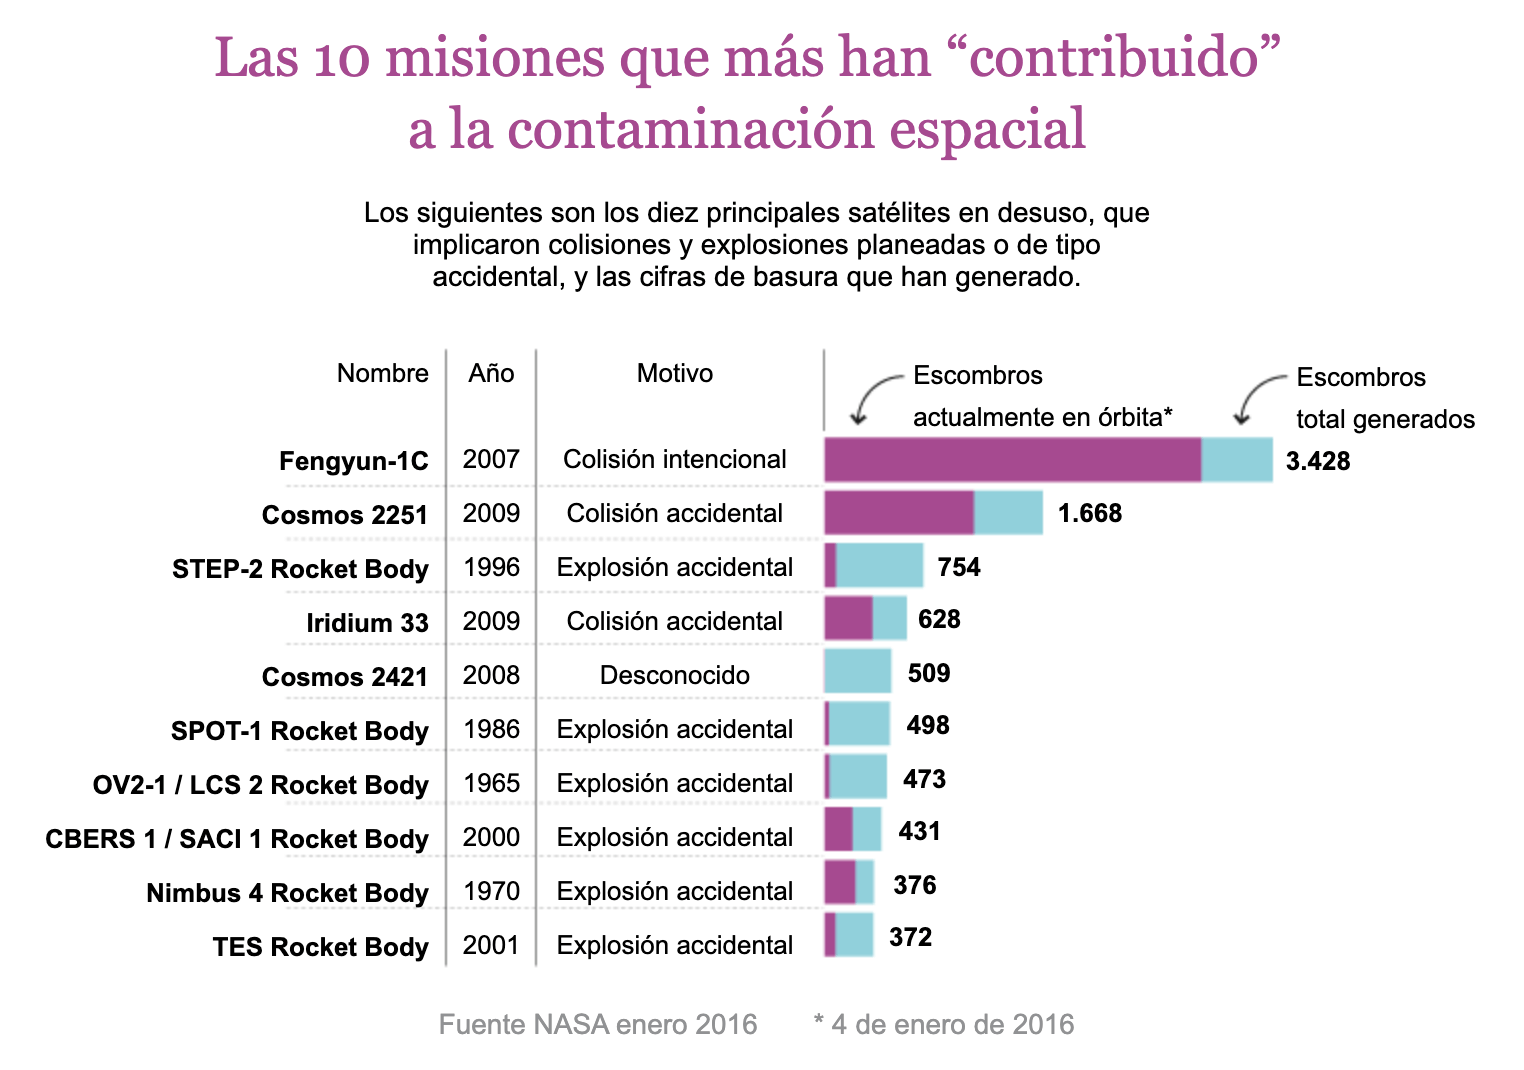 Las 10 misiones que más han “contribuido”
a la contaminación espacial
Los siguientes son los diez principales satélites en desuso, que
implicaron colisiones y explosiones planeadas o de tipo
accidental, y las cifras de basura que han generado.
Nombre Año Motivo Escombros
actualmente en órbita*
Escombros
total generados
Fengyun-1C 2007 Colisión intencional 3.428
Cosmos 2251 2009 Colisión accidental 1.668
STEP-2 Rocket Body 1996 Explosión accidental 754
Iridium 33 2009 Colisión accidental 628
Cosmos 2421 2008 Desconocido 509
SPOT-1 Rocket Body 1986 Explosión accidental 498
OV2-1 / LCS 2 Rocket Body 1965 Explosión accidental 473
CBERS 1 / SACI 1 Rocket Body 2000 Explosión accidental 431
Nimbus 4 Rocket Body 1970 Explosión accidental 376
TES Rocket Body 2001 Explosión accidental 372
Fuente NASA enero 2016 * 4 de enero de 2016